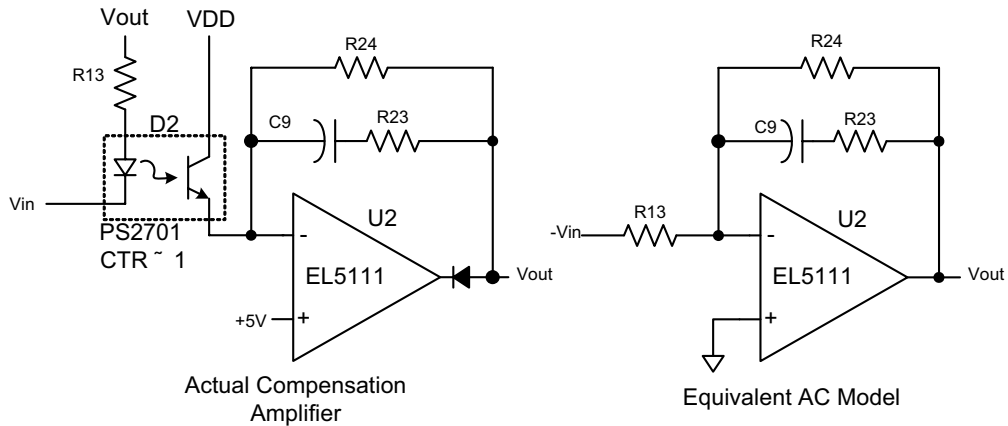 Vout
VDD
R13
D2
Vin
PS2701
CTR ˜ 1
R24
C9
R23
U2
-
EL5111
+5V
+
Vout
Actual Compensation
Amplifier
R24
C9
R23
R13
-Vin
U2
-
EL5111
+
Vout
Equivalent AC Model